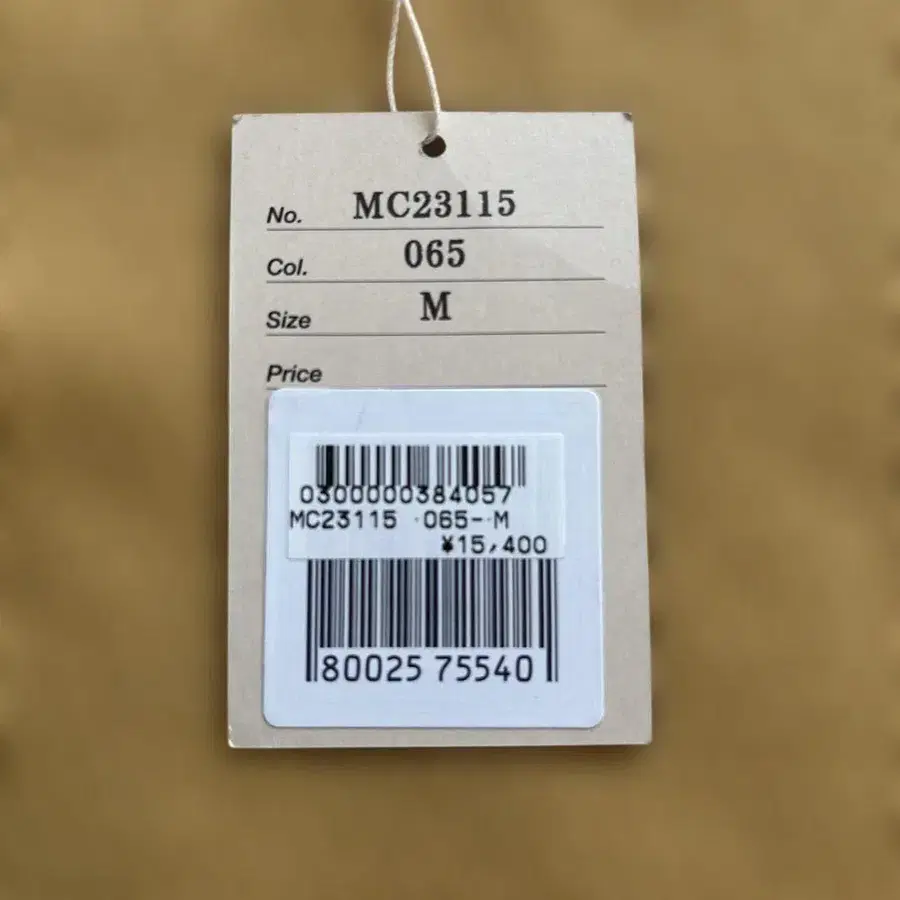 No. MC23115
Col. 065
Size M
Price
0300000384057
MC23115 065- M
¥15,400
80025 75540